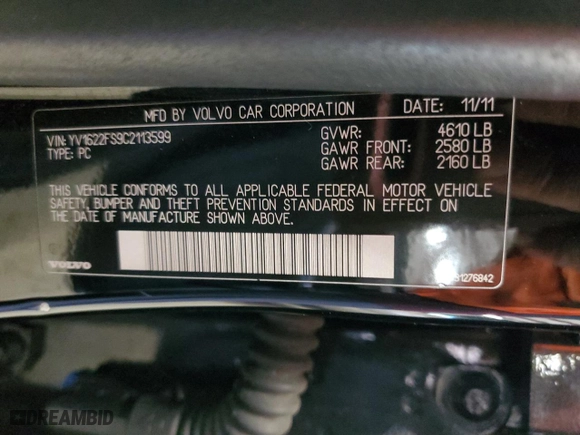 MFD BY VOLVO CAR CORPORATION DATE: 11/11
VIN: YV1622FS9C2113599 GVWR: 4610 LB
TYPE: PC GAWR FRONT: 2580 LB
GAWR REAR: 2160 LB
THIS VEHICLE CONFORMS TO ALL APPLICABLE FEDERAL MOTOR VEHICLE
SAFETY, BUMPER AND THEFT PREVENTION STANDARDS IN EFFECT ON
THE DATE OF MANUFACTURE SHOWN ABOVE.
VOLVO
DREAMBID